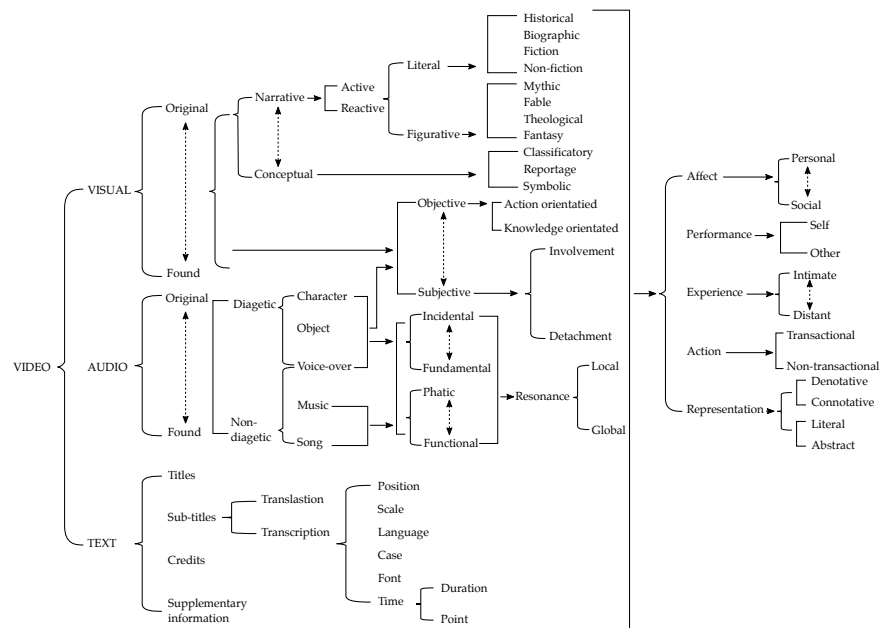 VIDEO
VISUAL
Original
Found
Narrative
Conceptual
Active
Reactive
Literal
Figurative
Historical
Biographic
Fiction
Non-fiction
Mythic
Fable
Theological
Fantasy
Classificatory
Reportage
Symbolic
Objective
Subjective
Action orientatied
Knowledge orientated
Involvement
Detachment
AUDIO
Original
Found
Diagetic
Non-
diagetic
Character
Object
Voice-over
Music
Song
Incidental
Fundamental
Phatic
Functional
Resonance
Local
Global
TEXT
Titles
Sub-titles
Credits
Supplementary
information
Translastion
Transcription
Position
Scale
Language
Case
Font
Time
Duration
Point
Affect
Personal
Social
Performance
Self
Other
Experience
Intimate
Distant
Action
Transactional
Non-transactional
Representation
Denotative
Connotative
Literal
Abstract